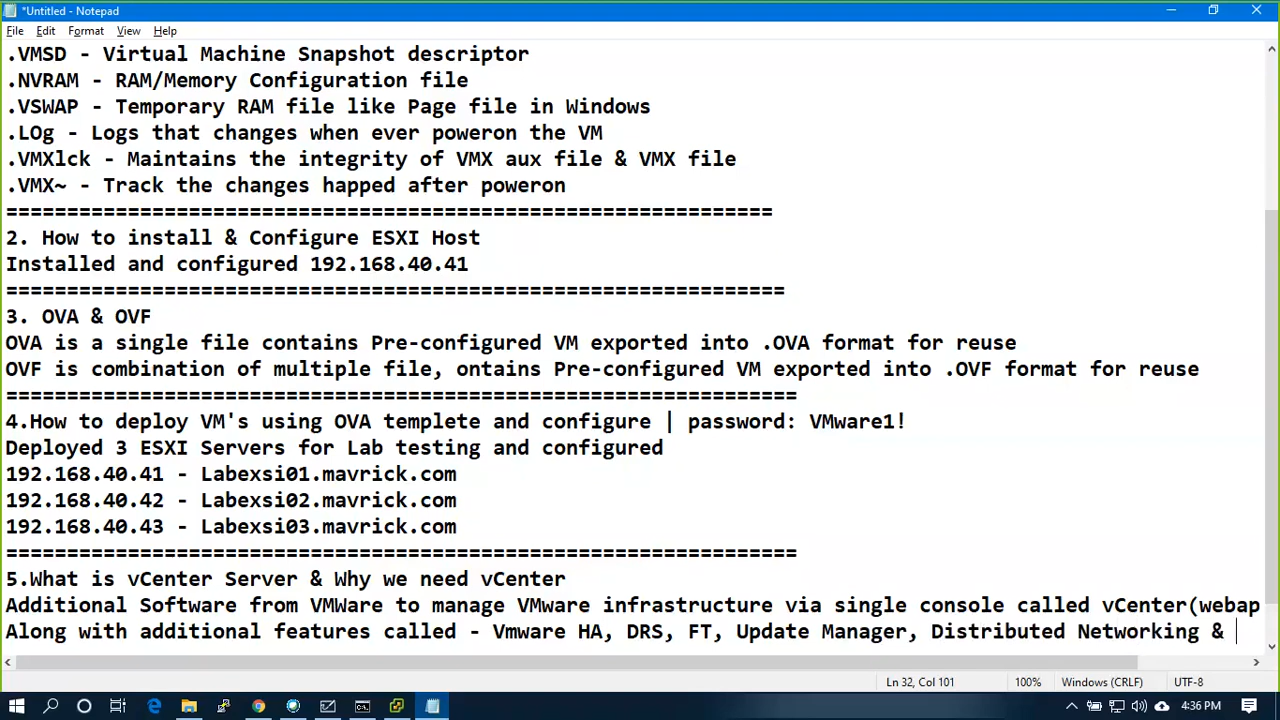 *Untitled - Notepad
File Edit Format View Help
.VMSD - Virtual Machine Snapshot descriptor
.NVRAM - RAM/Memory Configuration file
.VSWAP - Temporary RAM file like Page file in Windows
.LOg - Logs that changes when ever poweron the VM
.VMXlck - Maintains the integrity of VMX aux file & VMX file
.VMX~ - Track the changes happed after poweron
===============================================================
2. How to install & Configure ESXI Host
Installed and configured 192.168.40.41
================================================================
3. OVA & OVF
OVA is a single file contains Pre-configured VM exported into .OVA format for reuse
OVF is combination of multiple file, ontains Pre-configured VM exported into .OVF format for reuse
=================================================================
4.How to deploy VM's using OVA templete and configure | password: VMware1!
Deployed 3 ESXI Servers for Lab testing and configured
192.168.40.41 - Labexsi01.mavrick.com
192.168.40.42 - Labexsi02.mavrick.com
192.168.40.43 - Labexsi03.mavrick.com
=================================================================
5.What is vCenter Server & Why we need vCenter
Additional Software from VMWare to manage VMware infrastructure via single console called vCenter(webap
Along with additional features called - Vmware HA, DRS, FT, Update Manager, Distributed Networking &
Ln 32, Col 101 100% Windows (CRLF) UTF-8
4:36 PM